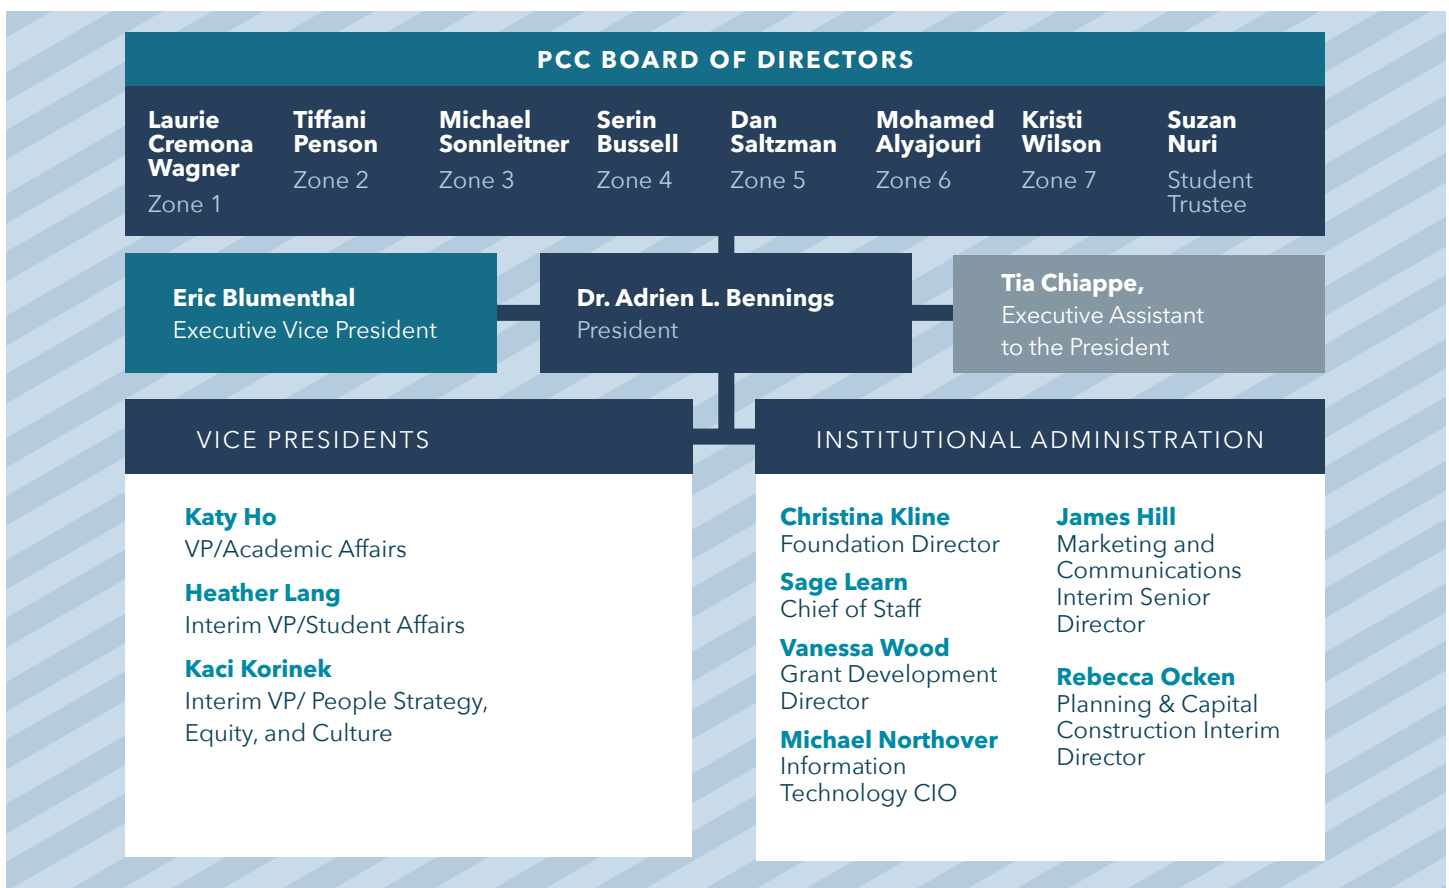 PCC BOARD OF DIRECTORS
Laurie
Cremona
Wagner
Zone 1
Tiffani
Penson
Zone 2
Michael
Sonnleitner
Zone 3
Serin
Bussell
Zone 4
Dan
Saltzman
Zone 5
Mohamed
Alyajouri
Zone 6
Kristi
Wilson
Zone 7
Suzan
Nuri
Student
Trustee
Eric Blumenthal
Executive Vice President
Dr. Adrien L. Bennings
President
Tia Chiappe,
Executive Assistant
to the President
VICE PRESIDENTS
Katy Ho
VP/Academic Affairs
Heather Lang
Interim VP/Student Affairs
Kaci Korinek
Interim VP/ People Strategy,
Equity, and Culture
INSTITUTIONAL ADMINISTRATION
Christina Kline
Foundation Director
Sage Learn
Chief of Staff
Vanessa Wood
Grant Development
Director
Michael Northover
Information
Technology CIO
James Hill
Marketing and
Communications
Interim Senior
Director
Rebecca Ocken
Planning & Capital
Construction Interim
Director